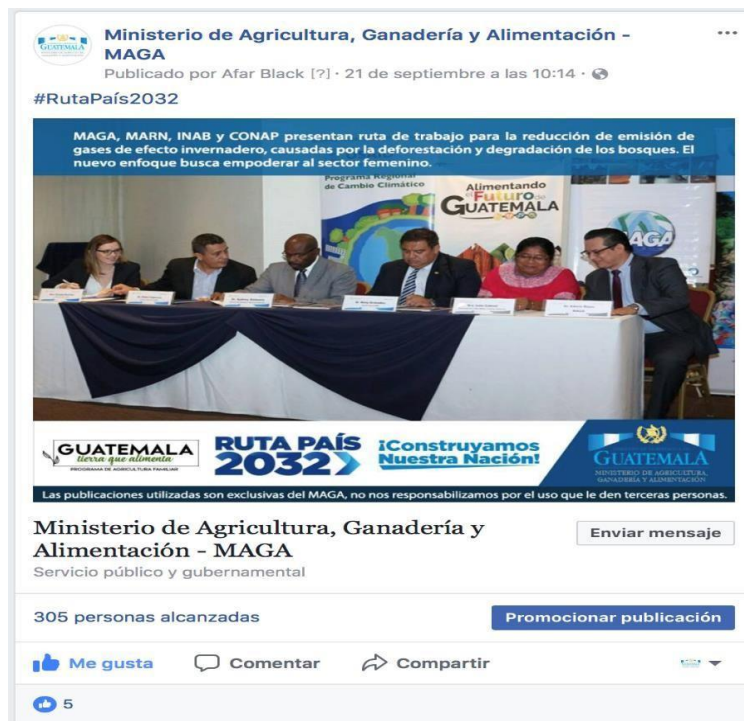 Ministerio de Agricultura, Ganadería y Alimentación -
MAGA
Publicado por Afar Black [?] · 21 de septiembre a las 10:14 ·
#RutaPaís2032
MAGA, MARN, INAB y CONAP presentan ruta de trabajo para la reducción de emisión de
gases de efecto invernadero, causadas por la deforestación y degradación de los bosques. El
nuevo enfoque busca empoderar al sector femenino.
Programa Regional
de Cambio Climático
Alimentando
el Futuro de
GUATEMALA
MAGA
GUATEMALA
tierra que alimenta
PROGRAMA DE AGRICULTURA FAMILIAR
RUTA PAÍS
2032
¡Construyamos
Nuestra Nación!
GUATEMALA
MINISTERIO DE AGRICULTURA,
GANADERÍA Y ALIMENTACIÓN
Las publicaciones utilizadas son exclusivas del MAGA, no nos responsabilizamos por el uso que le den terceras personas.
Ministerio de Agricultura, Ganadería y
Alimentación - MAGA
Enviar mensaje
Servicio público y gubernamental
305 personas alcanzadas
Promocionar publicación
Me gusta
Comentar
Compartir
5